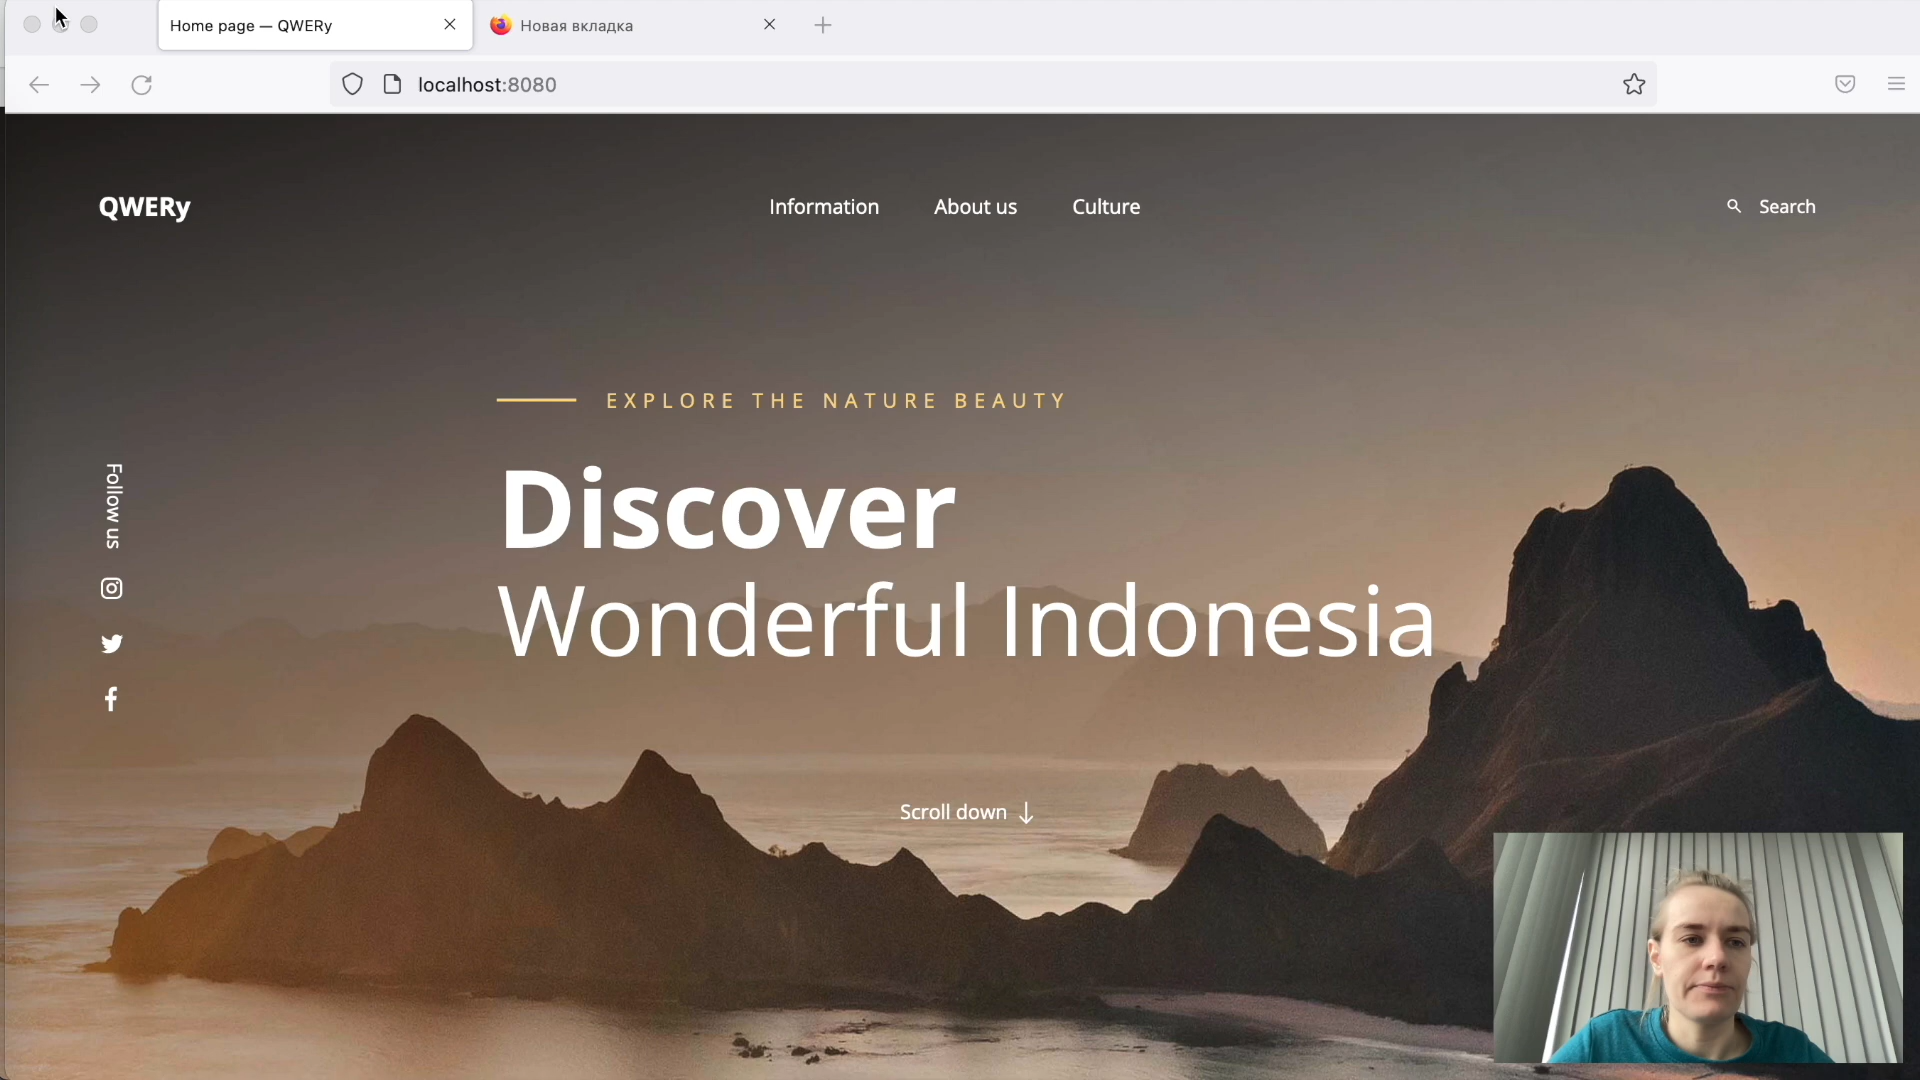 Home page — QWERy
Новая вкладка
localhost:8080
QWERy
Information
About us
Culture
Search
EXPLORE THE NATURE BEAUTY
Discover
Wonderful Indonesia
Follow us
Scroll down